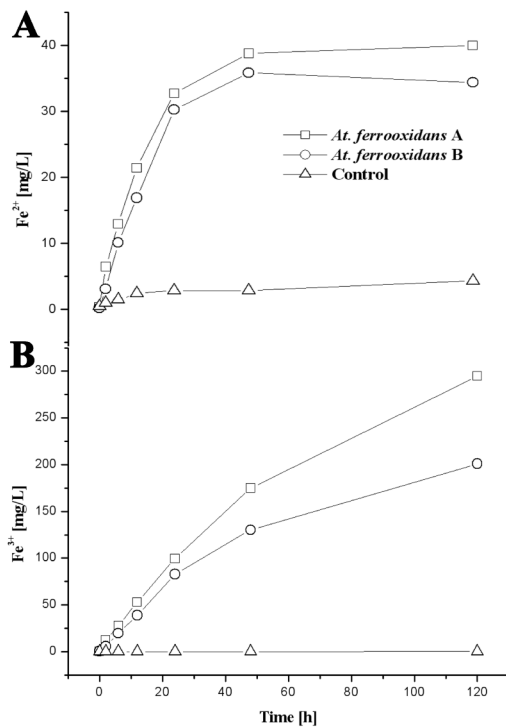 A
40
30
20
10
0
Fe²⁺ [mg/L]
At. ferrooxidans A
At. ferrooxidans B
Control
B
300
250
200
150
100
50
0
Fe³⁺ [mg/L]
0 20 40 60 80 100 120
Time [h]